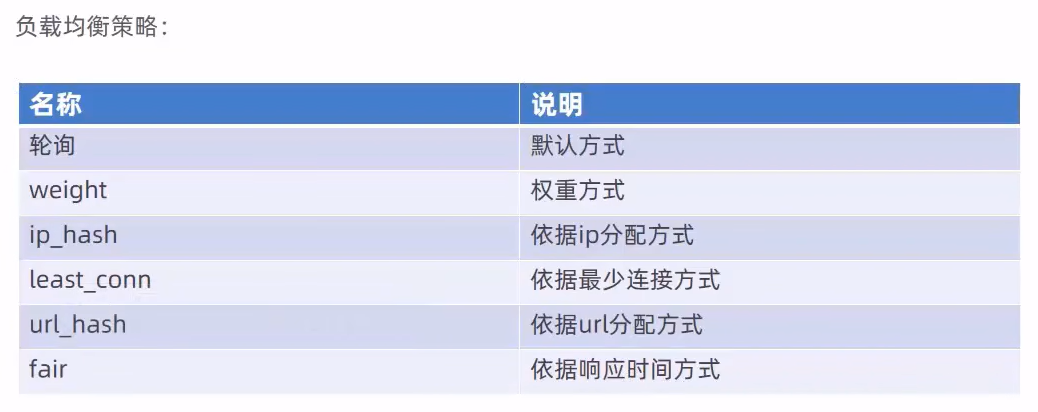 负载均衡策略：
名称 说明
轮询 默认方式
weight 权重方式
ip_hash 依据ip分配方式
least_conn 依据最少连接方式
url_hash 依据url分配方式
fair 依据响应时间方式